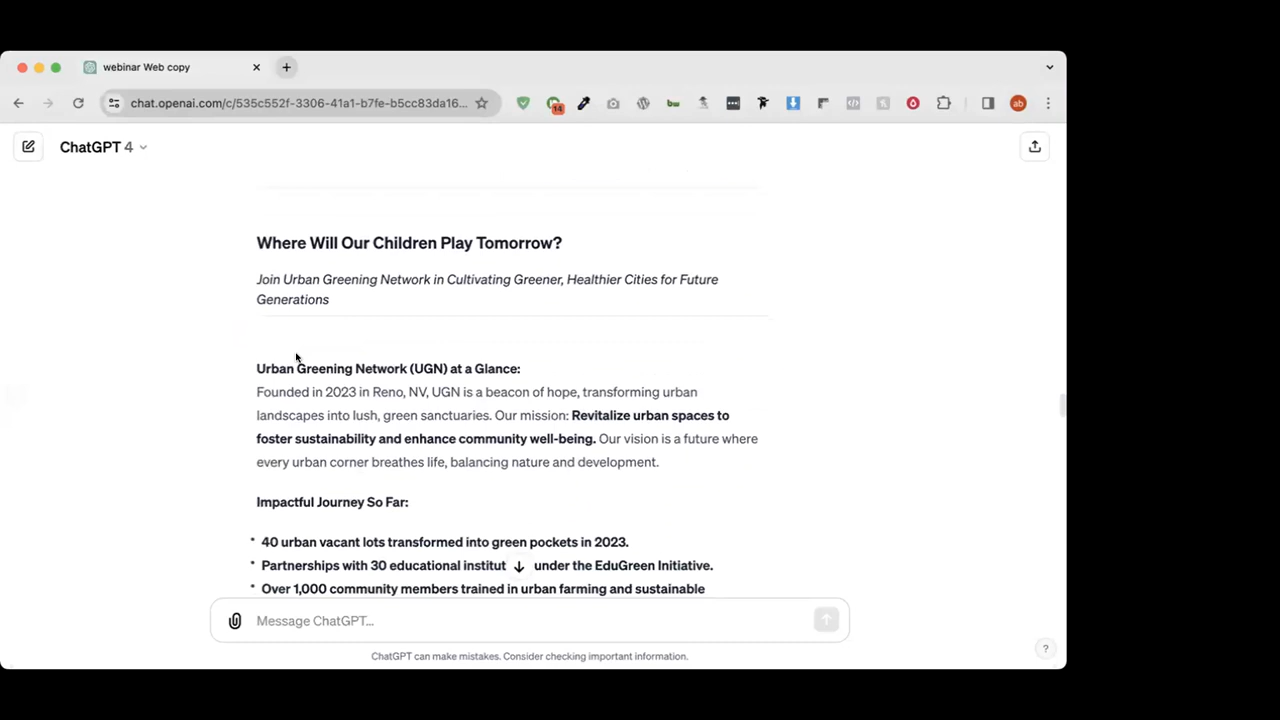 webinar Web copy
chat.openai.com/c/535c552f-3306-41a1-b7fe-b5cc83da16...
14
bw
ab
ChatGPT 4
Where Will Our Children Play Tomorrow?
Join Urban Greening Network in Cultivating Greener, Healthier Cities for Future
Generations
Urban Greening Network (UGN) at a Glance:
Founded in 2023 in Reno, NV, UGN is a beacon of hope, transforming urban
landscapes into lush, green sanctuaries. Our mission: Revitalize urban spaces to
foster sustainability and enhance community well-being. Our vision is a future where
every urban corner breathes life, balancing nature and development.
Impactful Journey So Far:
• 40 urban vacant lots transformed into green pockets in 2023.
• Partnerships with 30 educational institut under the EduGreen Initiative.
• Over 1,000 community members trained in urban farming and sustainable
Message ChatGPT...
ChatGPT can make mistakes. Consider checking important information.
?